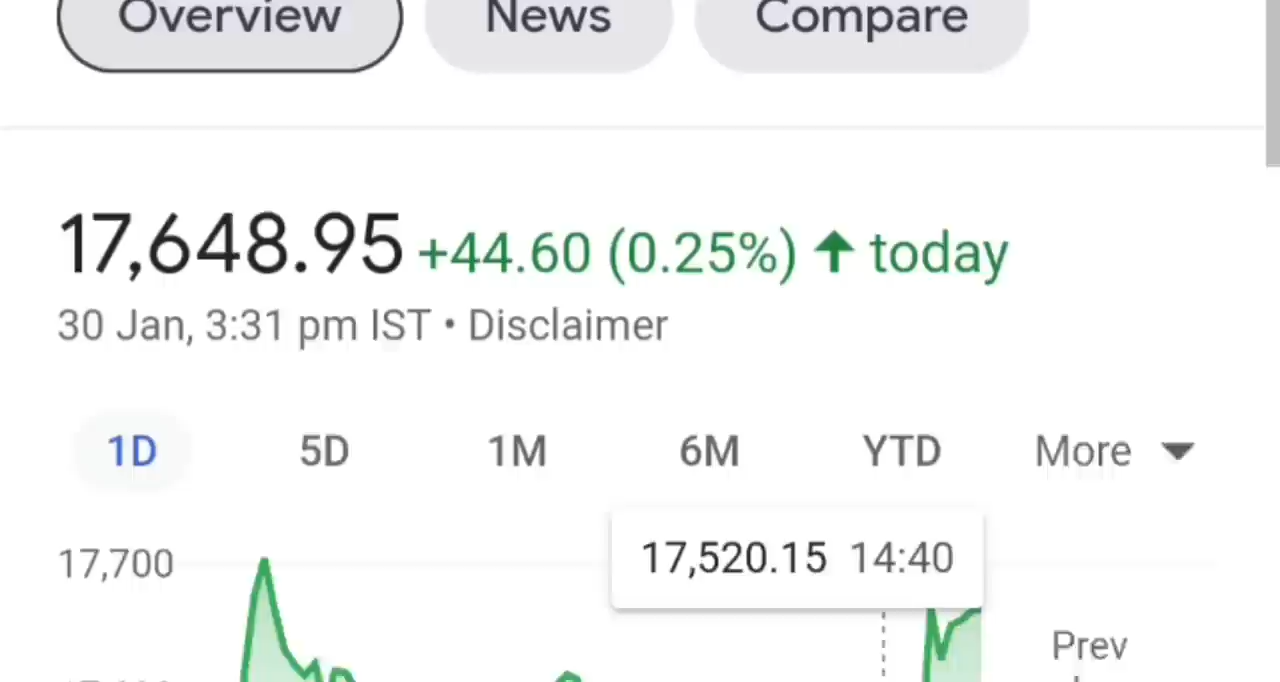 Overview News Compare
17,648.95 +44.60 (0.25%) ↑ today
30 Jan, 3:31 pm IST • Disclaimer
1D 5D 1M 6M YTD More
17,520.15 14:40
17,700
Prev